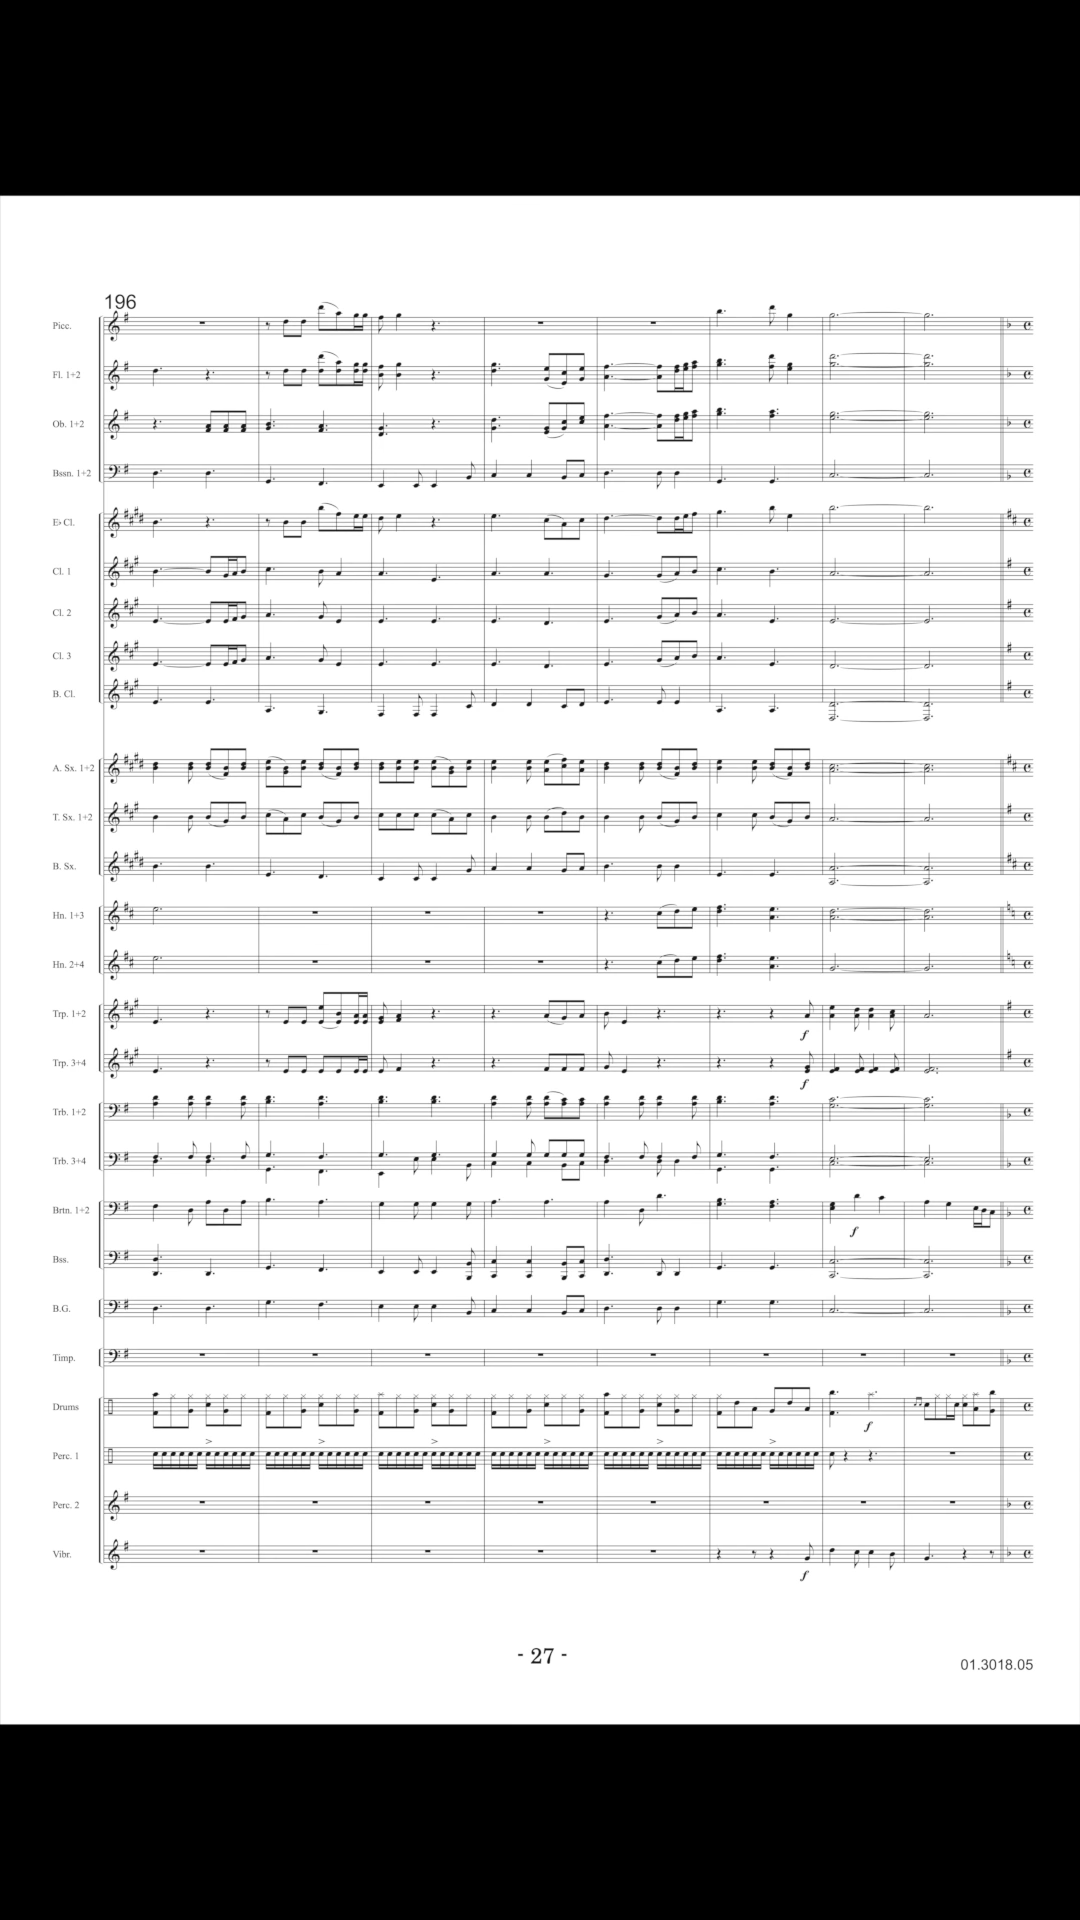 196
Picc.
Fl. 1+2
Ob. 1+2
Bssn. 1+2
E♭ Cl.
Cl. 1
Cl. 2
Cl. 3
B. Cl.
A. Sx. 1+2
T. Sx. 1+2
B. Sx.
Hn. 1+3
Hn. 2+4
Trp. 1+2
f
Trp. 3+4
f
Trb. 1+2
Trb. 3+4
Brtn. 1+2
f
Bss.
B.G.
Timp.
Drums
f
Perc. 1
Perc. 2
Vibr.
f
- 27 -
01.3018.05